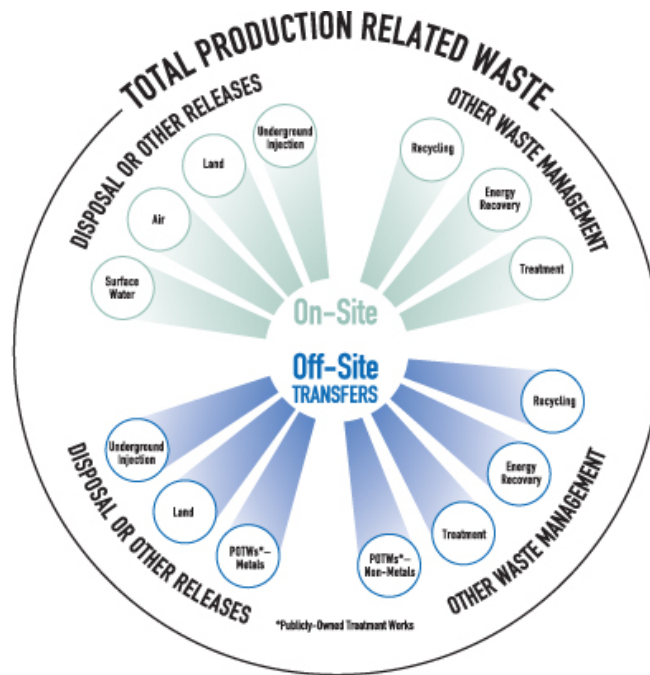 TOTAL PRODUCTION RELATED WASTE
DISPOSAL OR OTHER RELEASES
Underground
Injection
Land
Air
Surface
Water
OTHER WASTE MANAGEMENT
Recycling
Energy
Recovery
Treatment
On-Site
Off-Site
TRANSFERS
DISPOSAL OR OTHER RELEASES
Underground
Injection
Land
POTWs*–
Metals
OTHER WASTE MANAGEMENT
Recycling
Energy
Recovery
Treatment
POTWs*–
Non-Metals
*Publicly-Owned Treatment Works